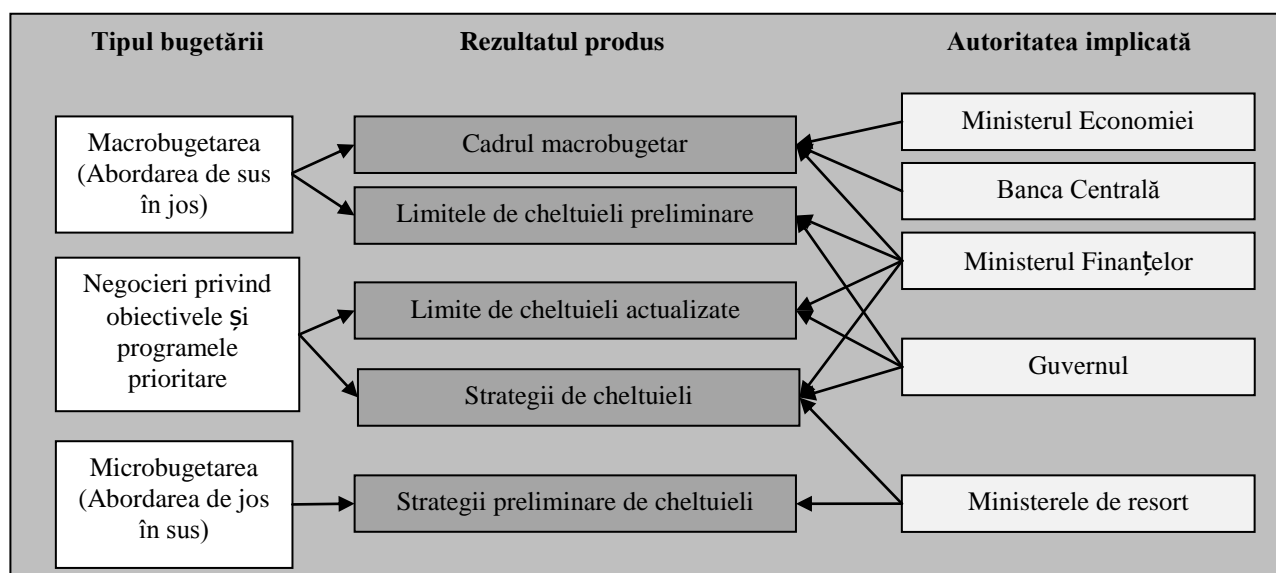 Tipul bugetării
Rezultatul produs
Autoritatea implicată
Macrobugetarea
(Abordarea de sus
în jos)
Negocieri privind
obiectivele și
programele
prioritare
Microbugetarea
(Abordarea de jos
în sus)
Cadrul macrobugetar
Limitele de cheltuieli preliminare
Limite de cheltuieli actualizate
Strategii de cheltuieli
Strategii preliminare de cheltuieli
Ministerul Economiei
Banca Centrală
Ministerul Finanțelor
Guvernul
Ministerele de resort